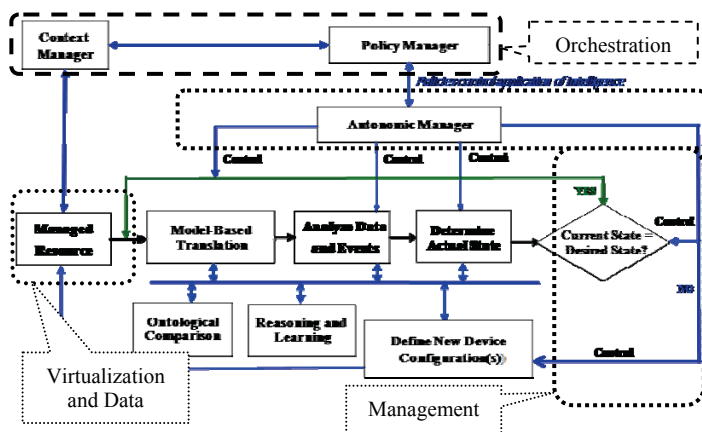 Context
Manager
Policy Manager
Orchestration
Policies control application of intelligence
Autonomic Manager
Control
Control
Control
YES
Managed
Resource
Model-Based
Translation
Analyze Data
and Events
Determine
Actual State
Current State =
Desired State?
Control
NO
Ontological
Comparison
Reasoning and
Learning
Define New Device
Configuration(s)
Control
Virtualization
and Data
Management